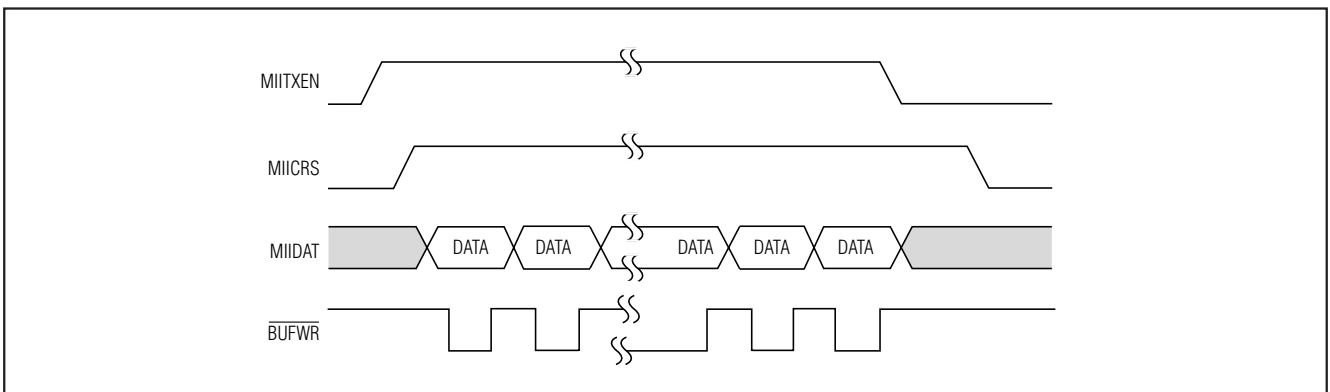 MIITXEN
MIICRS
MIIDAT DATA DATA DATA DATA DATA
BUFWR